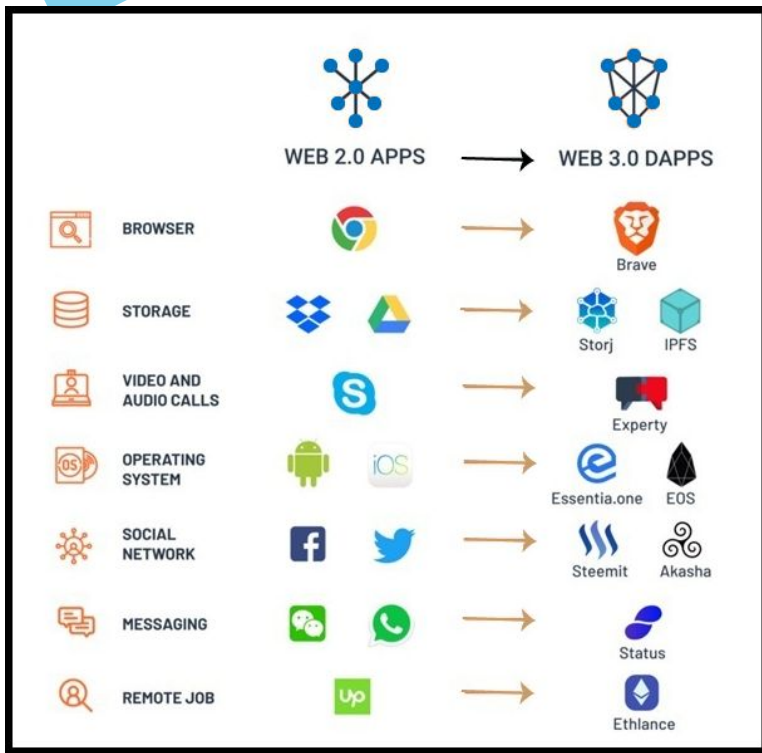 WEB 2.0 APPS
WEB 3.0 DAPPS
BROWSER
Brave
STORAGE
Storj
IPFS
VIDEO AND
AUDIO CALLS
S
Experty
OS
OPERATING
SYSTEM
iOS
Essentia.one
EOS
SOCIAL
NETWORK
f
Steemit
Akasha
MESSAGING
Status
REMOTE JOB
Up
Ethlance